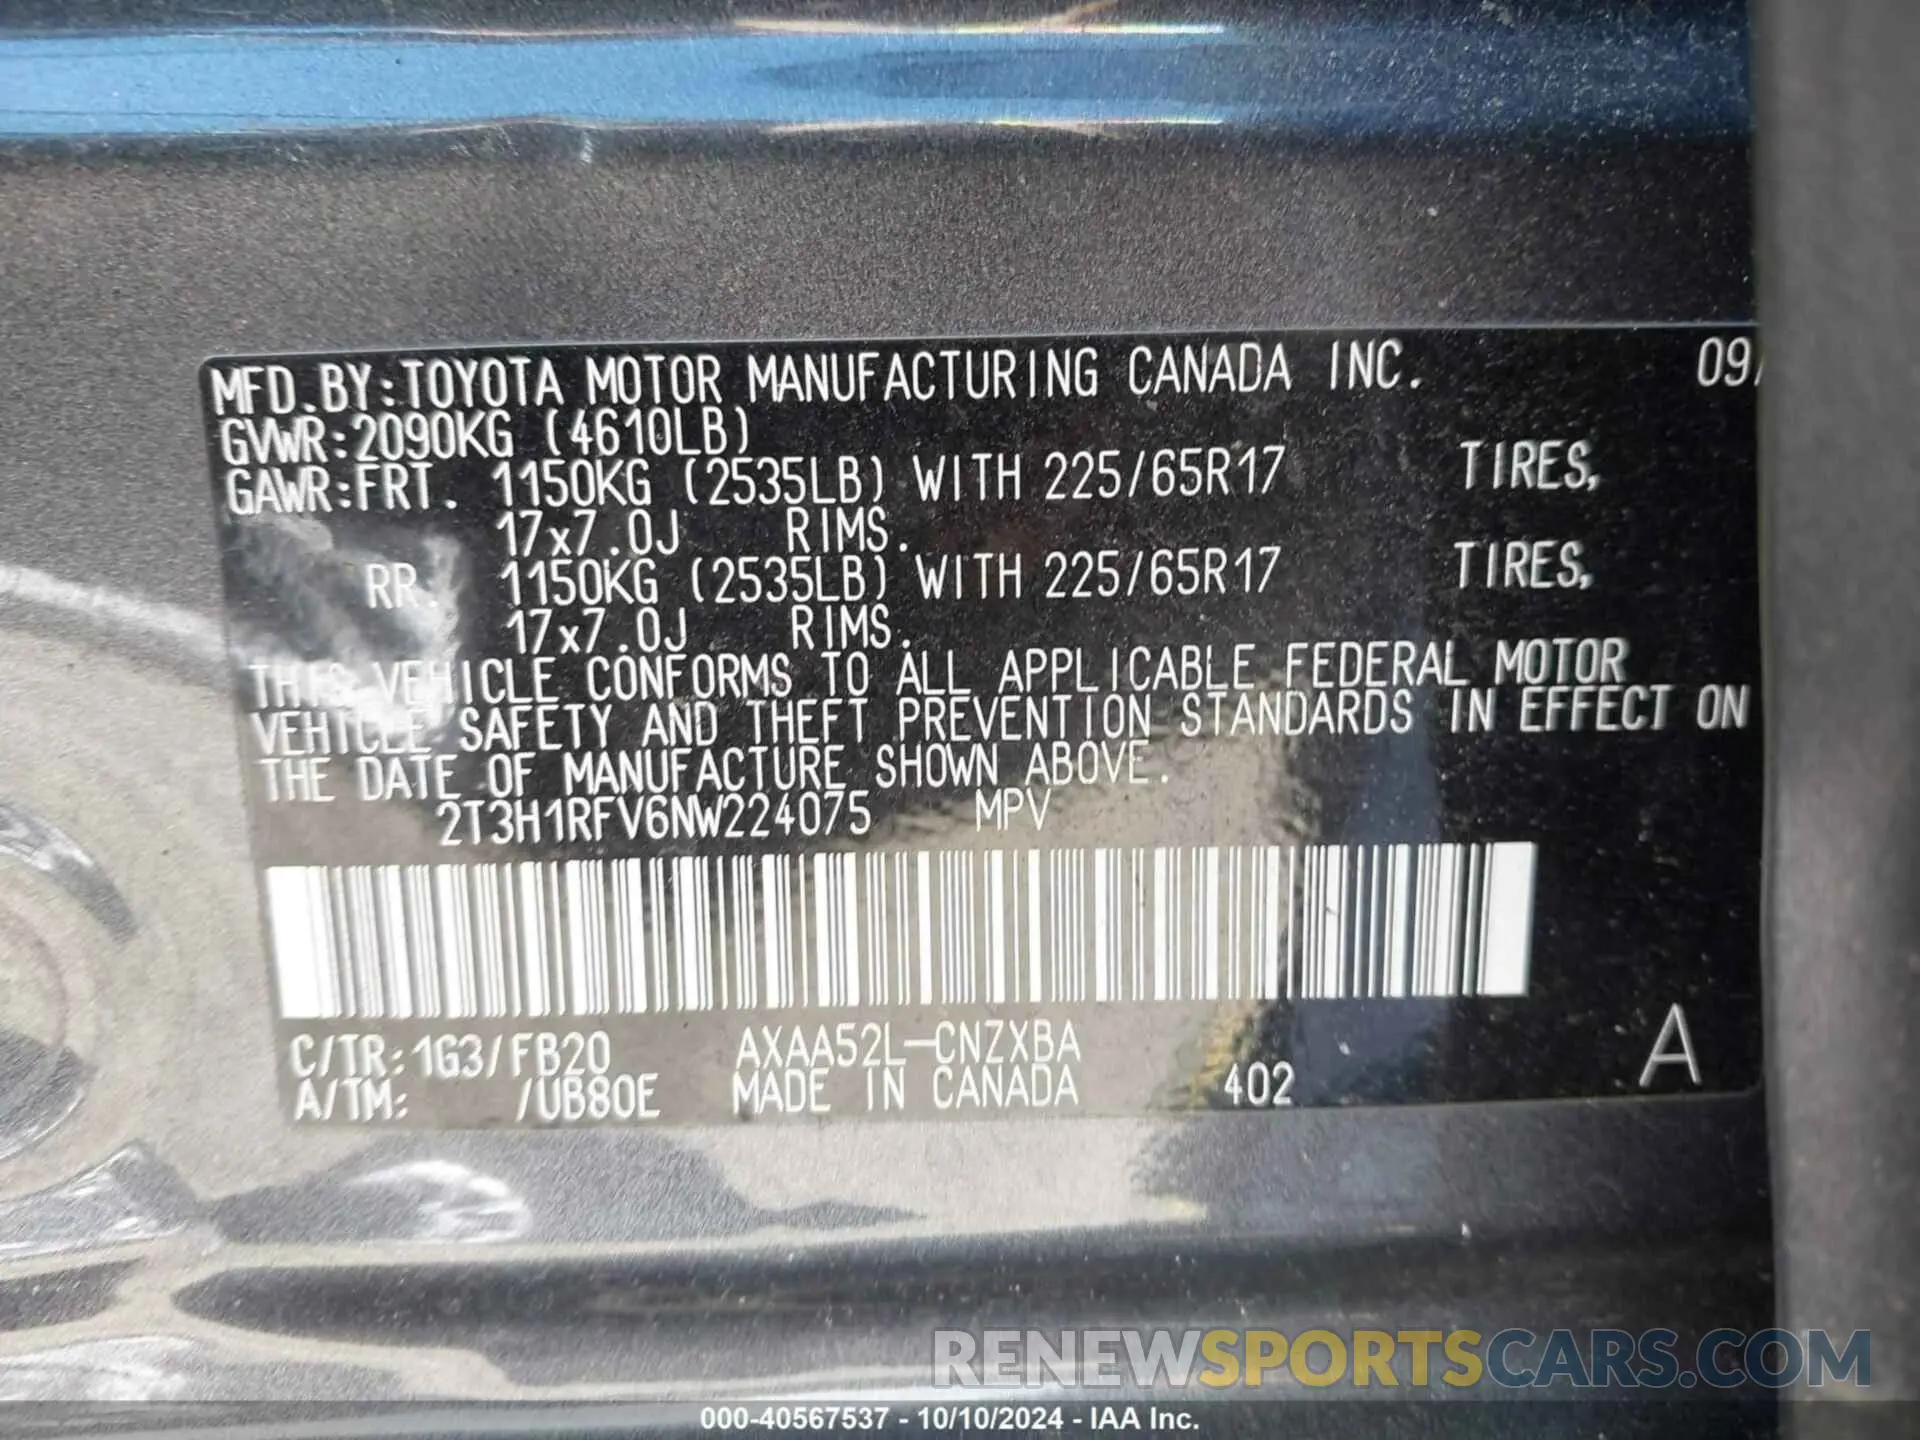 MFD.BY:TOYOTA MOTOR MANUFACTURING CANADA INC. 09/
GVWR:2090KG (4610LB)
GAWR:FRT. 1150KG (2535LB) WITH 225/65R17 TIRES,
17x7.0J RIMS.
RR. 1150KG (2535LB) WITH 225/65R17 TIRES,
17x7.0J RIMS.
THIS VEHICLE CONFORMS TO ALL APPLICABLE FEDERAL MOTOR
VEHICLE SAFETY AND THEFT PREVENTION STANDARDS IN EFFECT ON
THE DATE OF MANUFACTURE SHOWN ABOVE.
2T3H1RFV6NW224075 MPV
C/TR:1G3/FB20 AXAA52L-CNZXBA
A/TM: /UB80E MADE IN CANADA 402 A
RENEWSPORTSCARS.COM
000-40567537 - 10/10/2024 - IAA Inc.